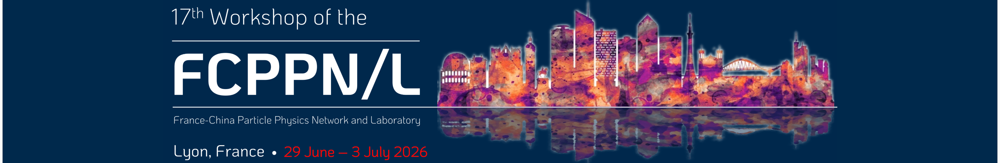 17th Workshop of the
FCPPN/L
France-China Particle Physics Network and Laboratory
Lyon, France • 29 June – 3 July 2026